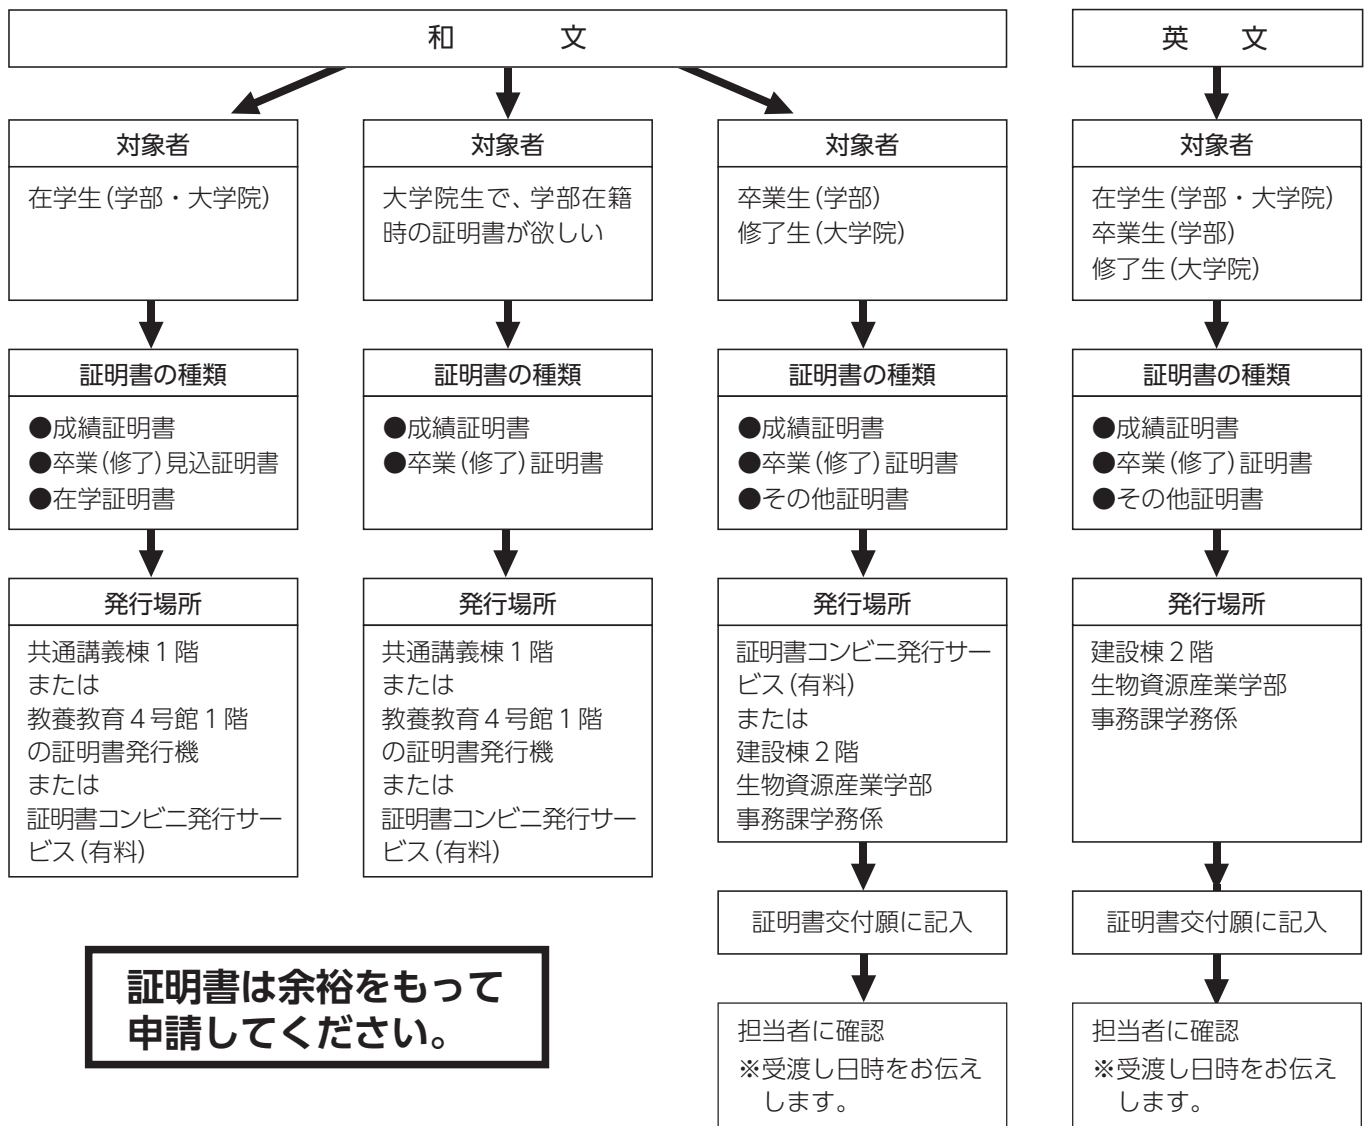 和　文
対象者
在学生(学部・大学院)
証明書の種類
●成績証明書
●卒業(修了)見込証明書
●在学証明書
発行場所
共通講義棟1階
または
教養教育4号館1階
の証明書発行機
または
証明書コンビニ発行サー
ビス(有料)
対象者
大学院生で、学部在籍
時の証明書が欲しい
証明書の種類
●成績証明書
●卒業(修了)証明書
発行場所
共通講義棟1階
または
教養教育4号館1階
の証明書発行機
または
証明書コンビニ発行サー
ビス(有料)
対象者
卒業生(学部)
修了生(大学院)
証明書の種類
●成績証明書
●卒業(修了)証明書
●その他証明書
発行場所
証明書コンビニ発行サー
ビス(有料)
または
建設棟2階
生物資源産業学部
事務課学務係
証明書交付願に記入
担当者に確認
※受渡し日時をお伝え
します。
英　文
対象者
在学生(学部・大学院)
卒業生(学部)
修了生(大学院)
証明書の種類
●成績証明書
●卒業(修了)証明書
●その他証明書
発行場所
建設棟2階
生物資源産業学部
事務課学務係
証明書交付願に記入
担当者に確認
※受渡し日時をお伝え
します。
証明書は余裕をもって
申請してください。